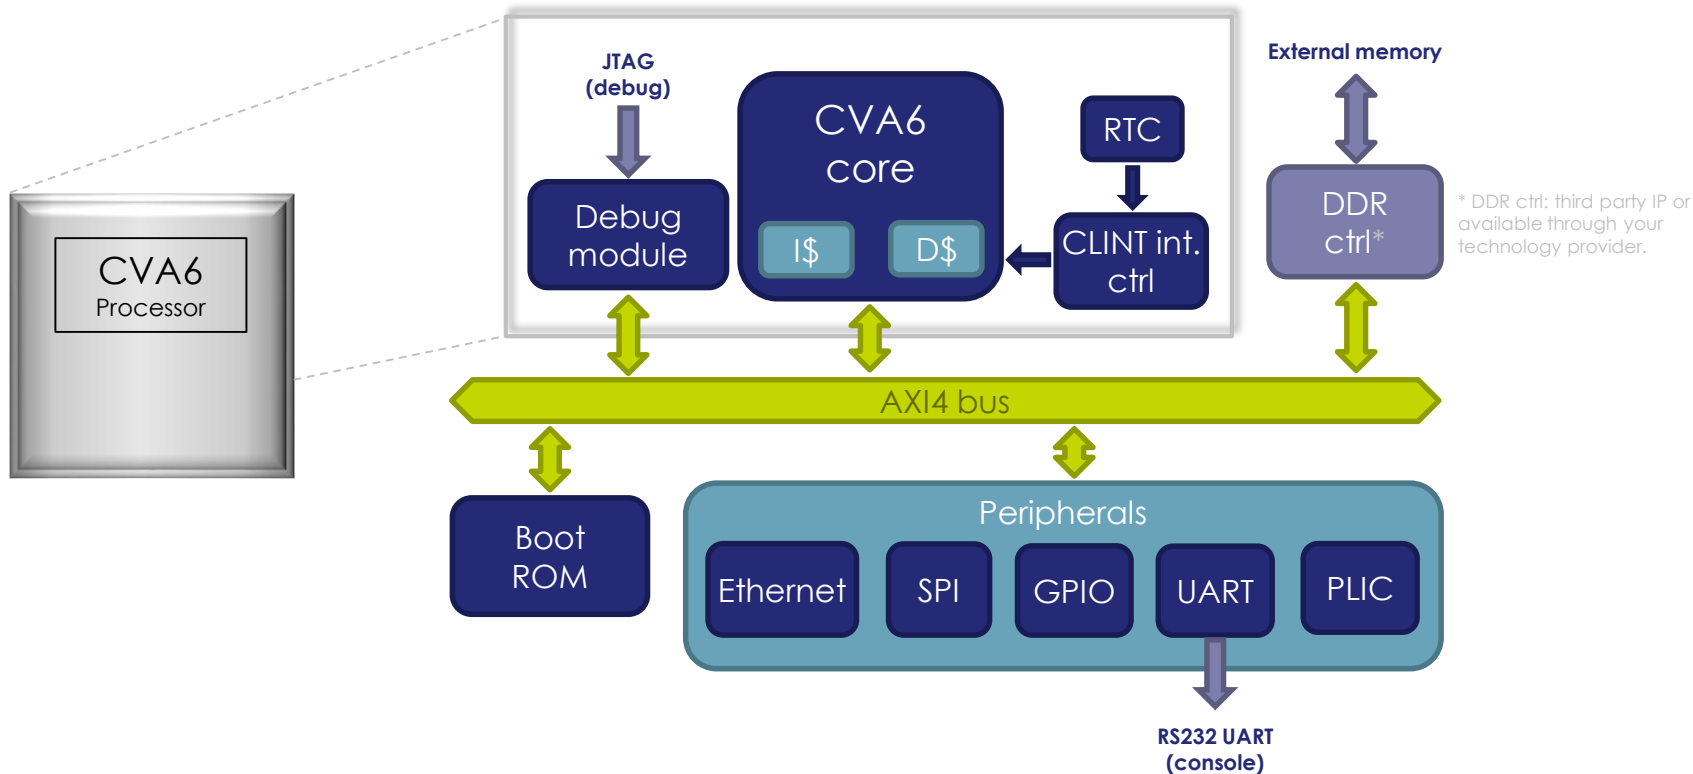 JTAG
(debug)
External memory
CVA6
core
RTC
Debug
module
I$
D$
CLINT int.
ctrl
DDR
ctrl*
* DDR ctrl: third party IP or
available through your
technology provider.
CVA6
Processor
AXI4 bus
Boot
ROM
Peripherals
Ethernet
SPI
GPIO
UART
PLIC
RS232 UART
(console)